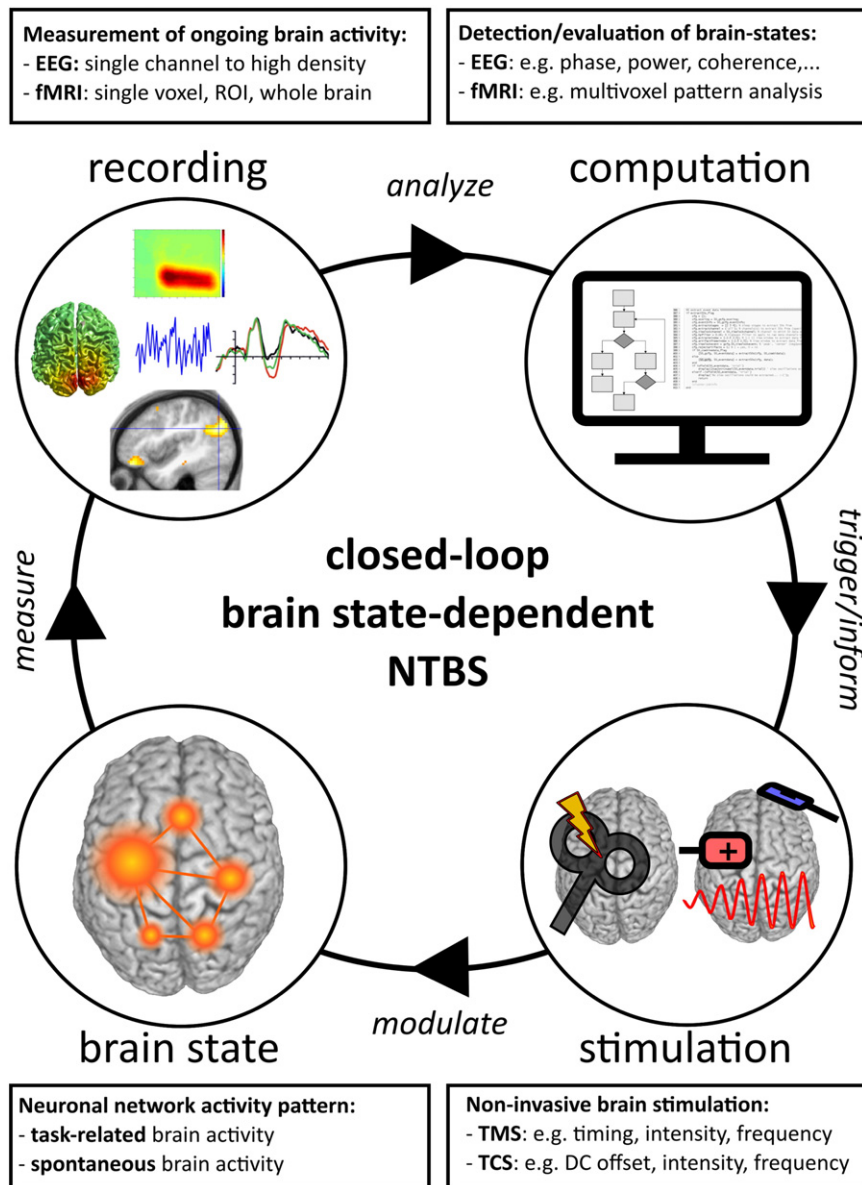 Measurement of ongoing brain activity:
- EEG: single channel to high density
- fMRI: single voxel, ROI, whole brain
Detection/evaluation of brain-states:
- EEG: e.g. phase, power, coherence,...
- fMRI: e.g. multivoxel pattern analysis
recording
analyze
computation
closed-loop
brain state-dependent
NTBS
measure
trigger/inform
+
modulate
brain state
stimulation
Neuronal network activity pattern:
- task-related brain activity
- spontaneous brain activity
Non-invasive brain stimulation:
- TMS: e.g. timing, intensity, frequency
- TCS: e.g. DC offset, intensity, frequency